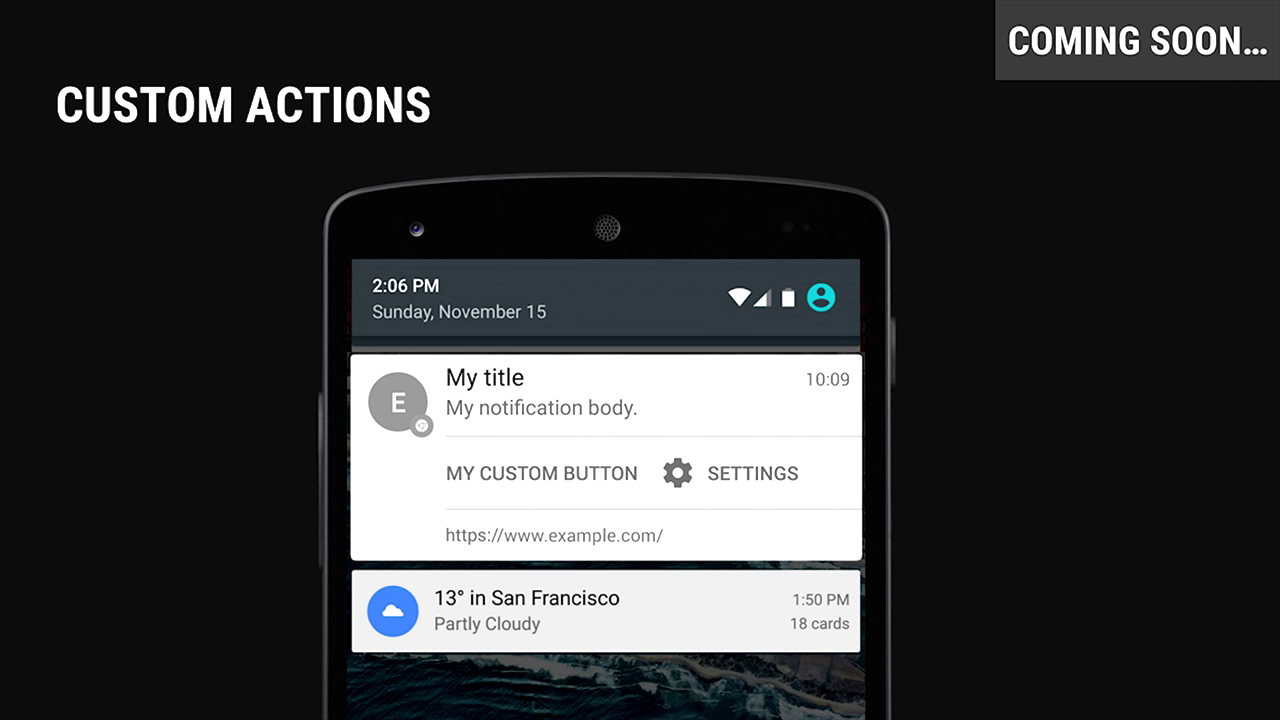 COMING SOON...
CUSTOM ACTIONS
2:06 PM
Sunday, November 15
My title
10:09
E
My notification body.
MY CUSTOM BUTTON
SETTINGS
https://www.example.com/
13° in San Francisco
1:50 PM
Partly Cloudy
18 cards